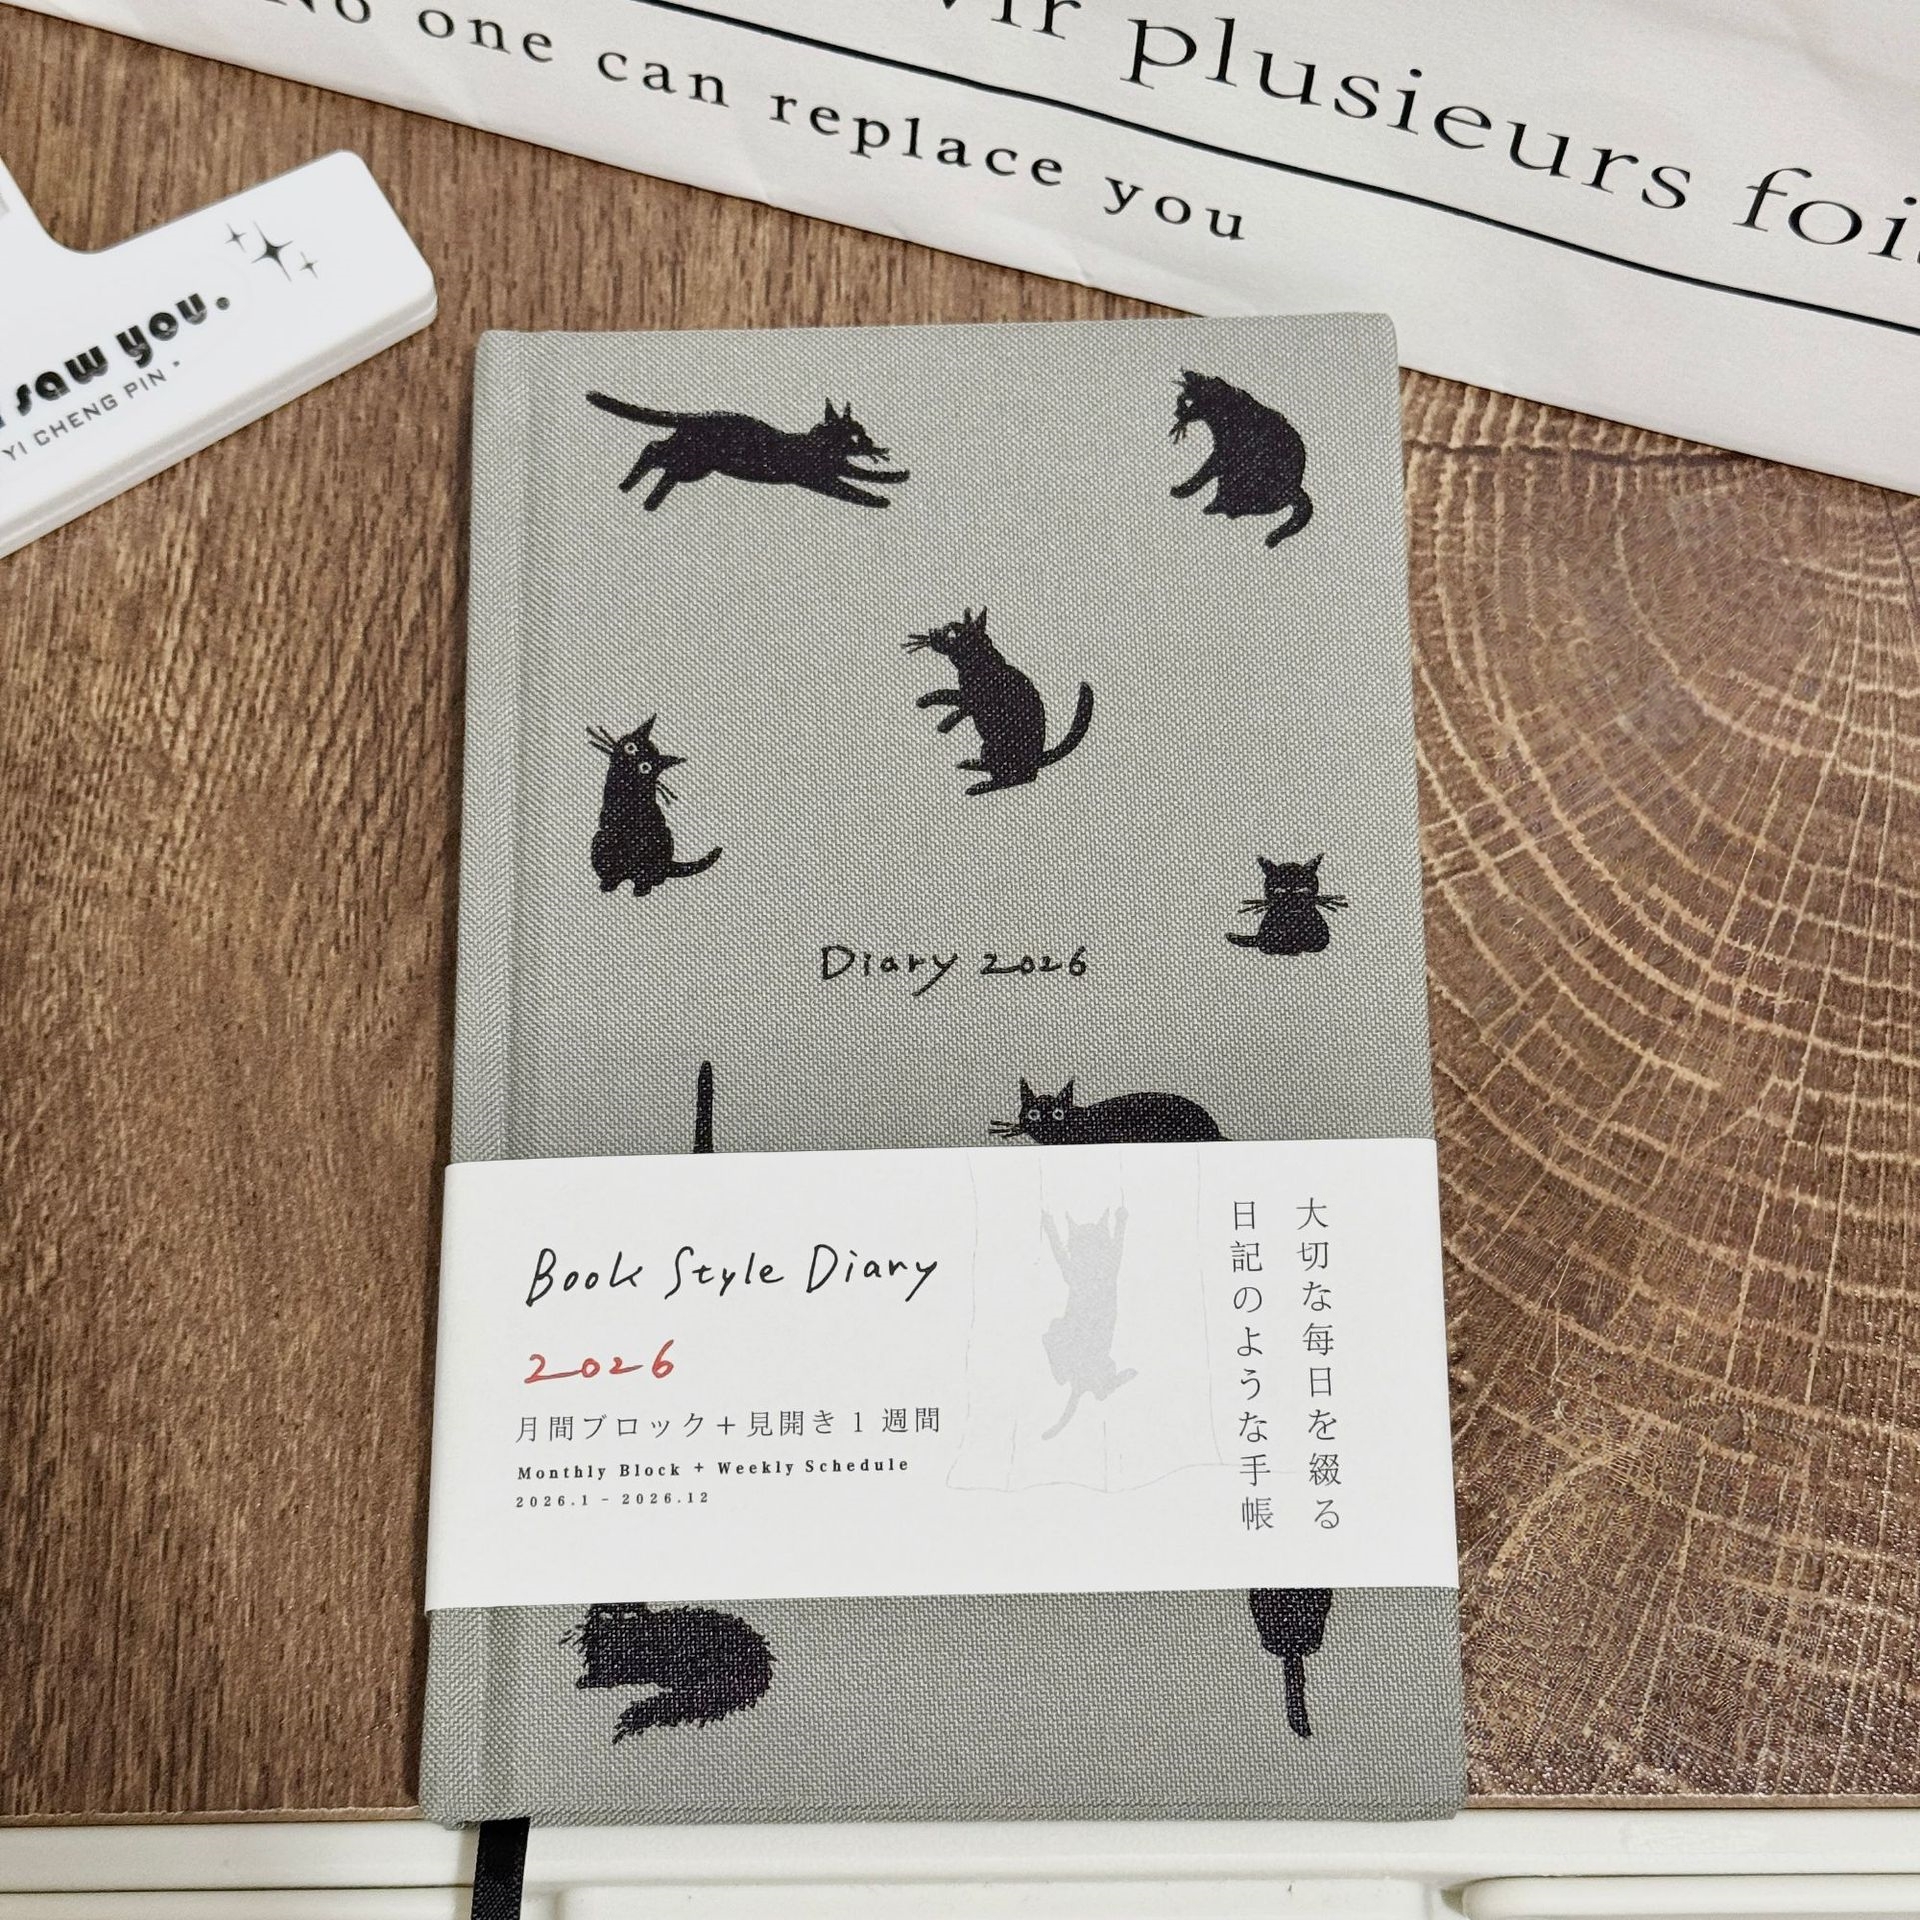 vir plusieurs fois
No one can replace you
saw you.
YI CHENG PIN
Diary 2026
Book Style Diary
2026
月間ブロック+見開き1週間
Monthly Block + Weekly Schedule
2026.1 - 2026.12
大切な毎日を綴る
日記のような手帳